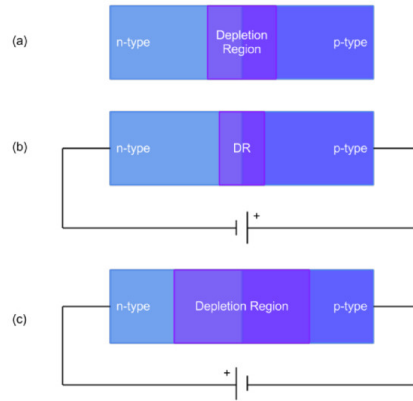 (a)
n-type
Depletion
Region
p-type
(b)
n-type
DR
p-type
+
(c)
n-type
Depletion Region
p-type
+